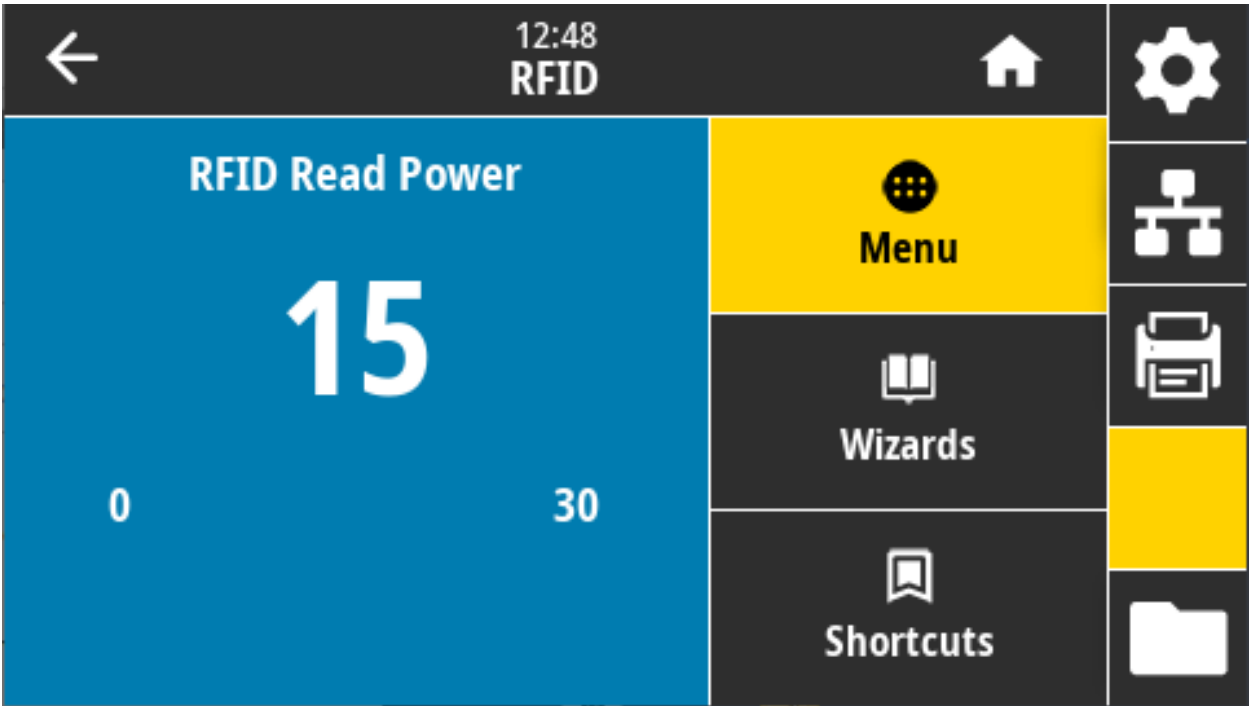 12:48
RFID
RFID Read Power
15
0 30
Menu
Wizards
Shortcuts